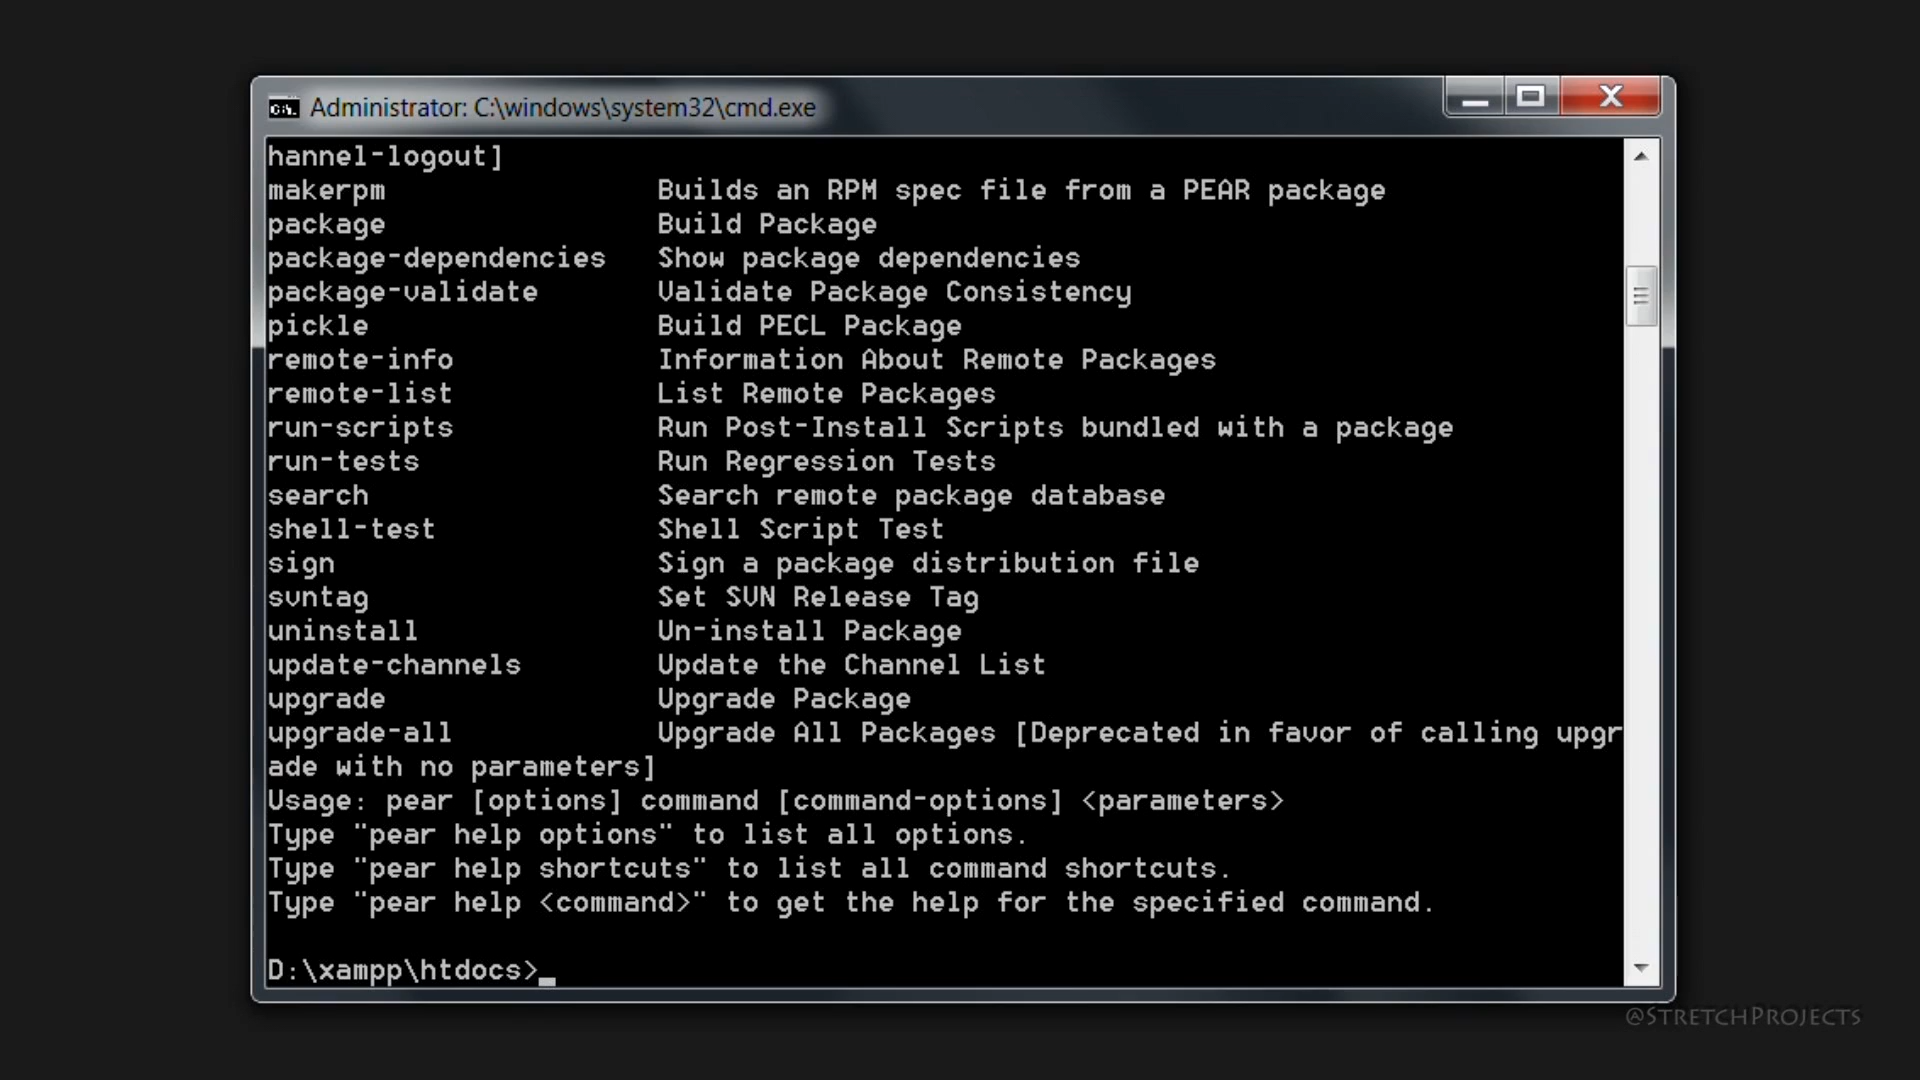 Administrator: C:\windows\system32\cmd.exe
hannel-logout]
makerpm Builds an RPM spec file from a PEAR package
package Build Package
package-dependencies Show package dependencies
package-validate Validate Package Consistency
pickle Build PECL Package
remote-info Information About Remote Packages
remote-list List Remote Packages
run-scripts Run Post-Install Scripts bundled with a package
run-tests Run Regression Tests
search Search remote package database
shell-test Shell Script Test
sign Sign a package distribution file
svntag Set SVN Release Tag
uninstall Un-install Package
update-channels Update the Channel List
upgrade Upgrade Package
upgrade-all Upgrade All Packages [Deprecated in favor of calling upgr
ade with no parameters]
Usage: pear [options] command [command-options] <parameters>
Type "pear help options" to list all options.
Type "pear help shortcuts" to list all command shortcuts.
Type "pear help <command>" to get the help for the specified command.
D:\xampp\htdocs>_
@STRETCHPROJECTS